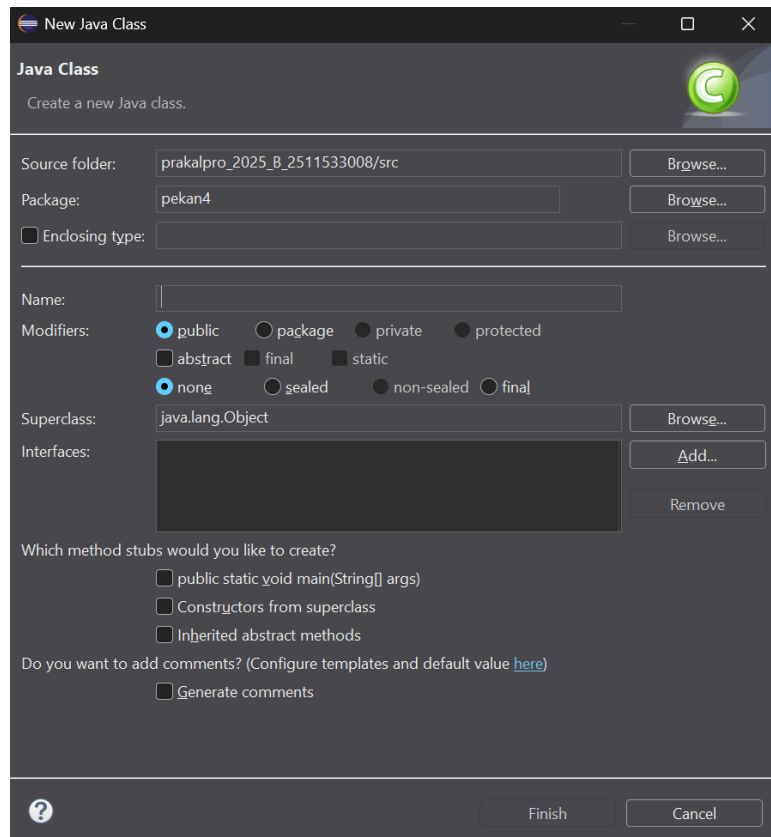 New Java Class
Java Class
Create a new Java class.
Source folder: prakalpro_2025_B_2511533008/src Browse...
Package: pekan4 Browse...
Enclosing type: Browse...
Name:
Modifiers: public package private protected
abstract final static
none sealed non-sealed final
Superclass: java.lang.Object Browse...
Interfaces: Add...
Remove
Which method stubs would you like to create?
public static void main(String[] args)
Constructors from superclass
Inherited abstract methods
Do you want to add comments? (Configure templates and default value here)
Generate comments
? Finish Cancel